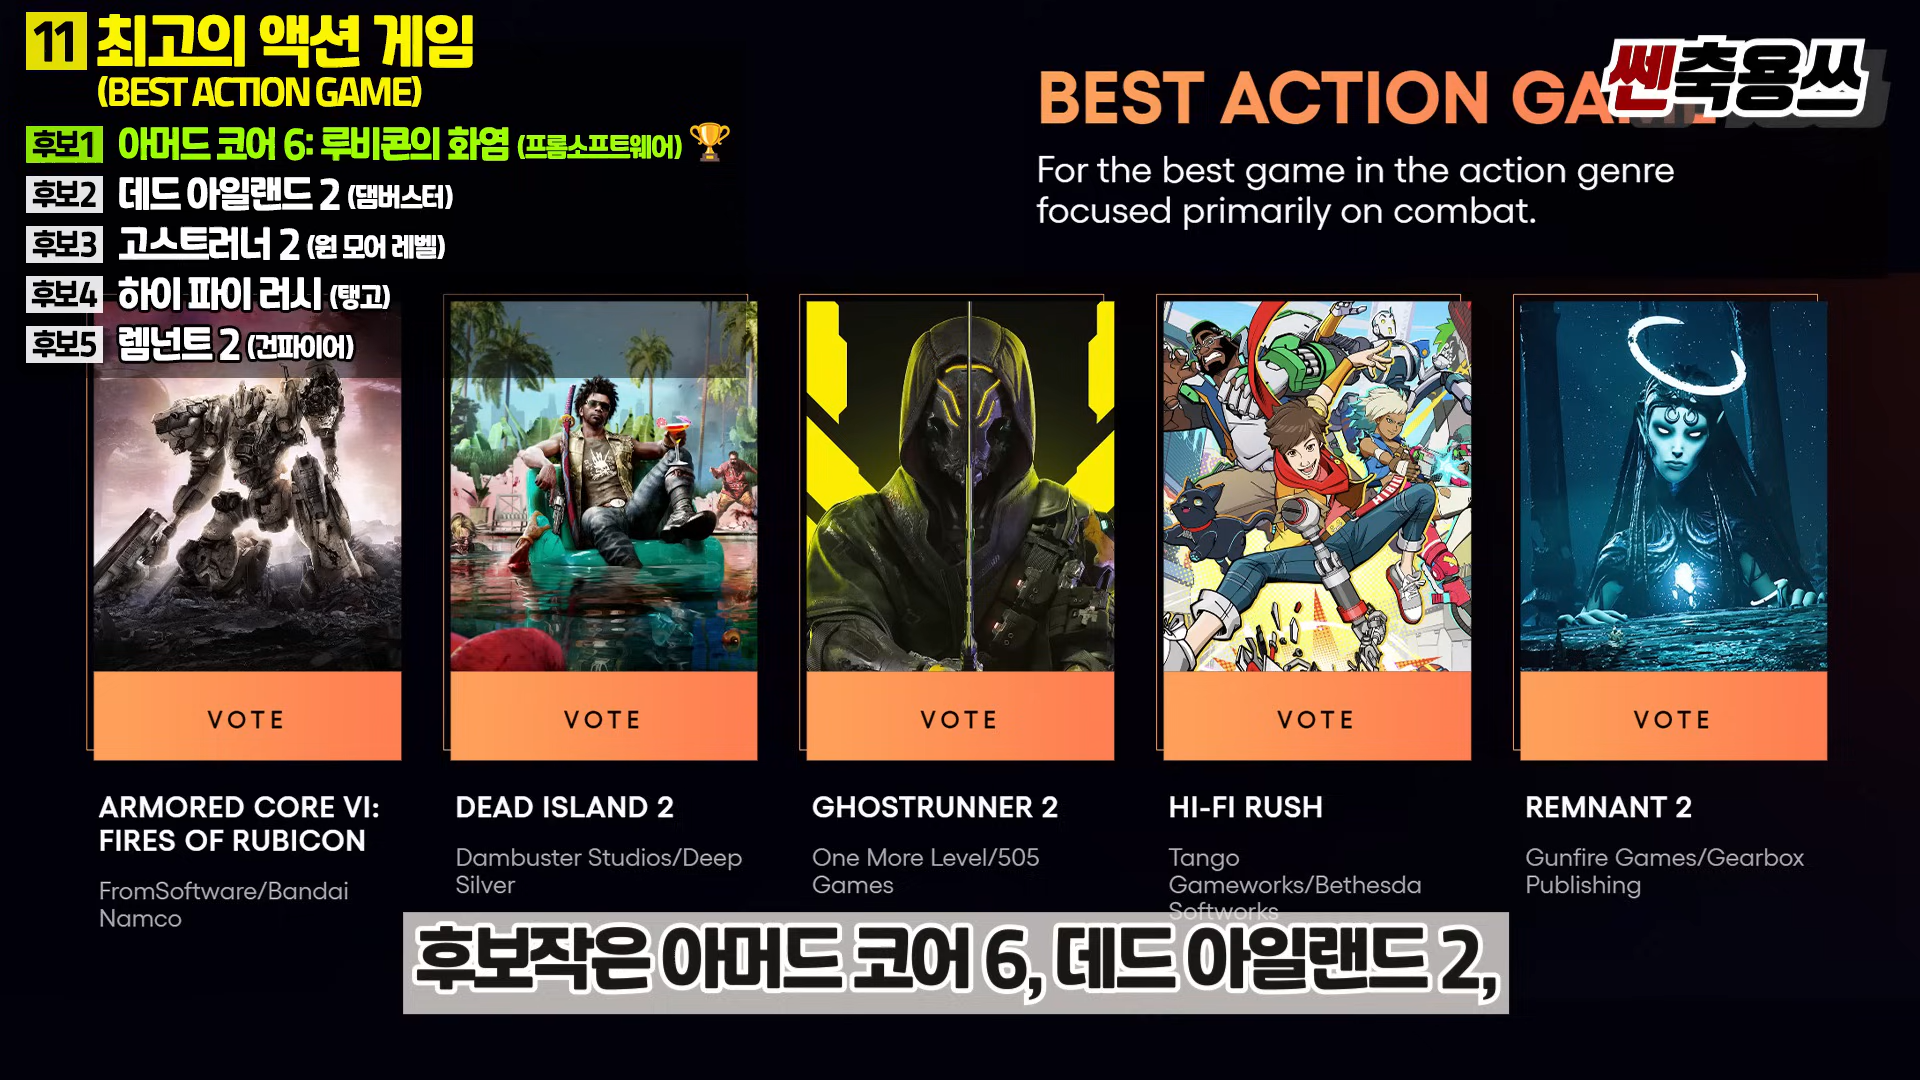 11 최고의 액션 게임
(BEST ACTION GAME)
후보1 아머드 코어 6: 루비콘의 화염 (프롬소프트웨어)
후보2 데드 아일랜드 2 (댐버스터)
후보3 고스트러너 2 (원 모어 레벨)
후보4 하이 파이 러시 (탱고)
후보5 렘넌트 2 (건파이어)
쎈축용쓰
BEST ACTION GAME
For the best game in the action genre
focused primarily on combat.
VOTE
VOTE
VOTE
VOTE
VOTE
ARMORED CORE VI:
FIRES OF RUBICON
FromSoftware/Bandai
Namco
DEAD ISLAND 2
Dambuster Studios/Deep
Silver
GHOSTRUNNER 2
One More Level/505
Games
HI-FI RUSH
Tango
Gameworks/Bethesda
Softworks
REMNANT 2
Gunfire Games/Gearbox
Publishing
후보작은 아머드 코어 6, 데드 아일랜드 2,